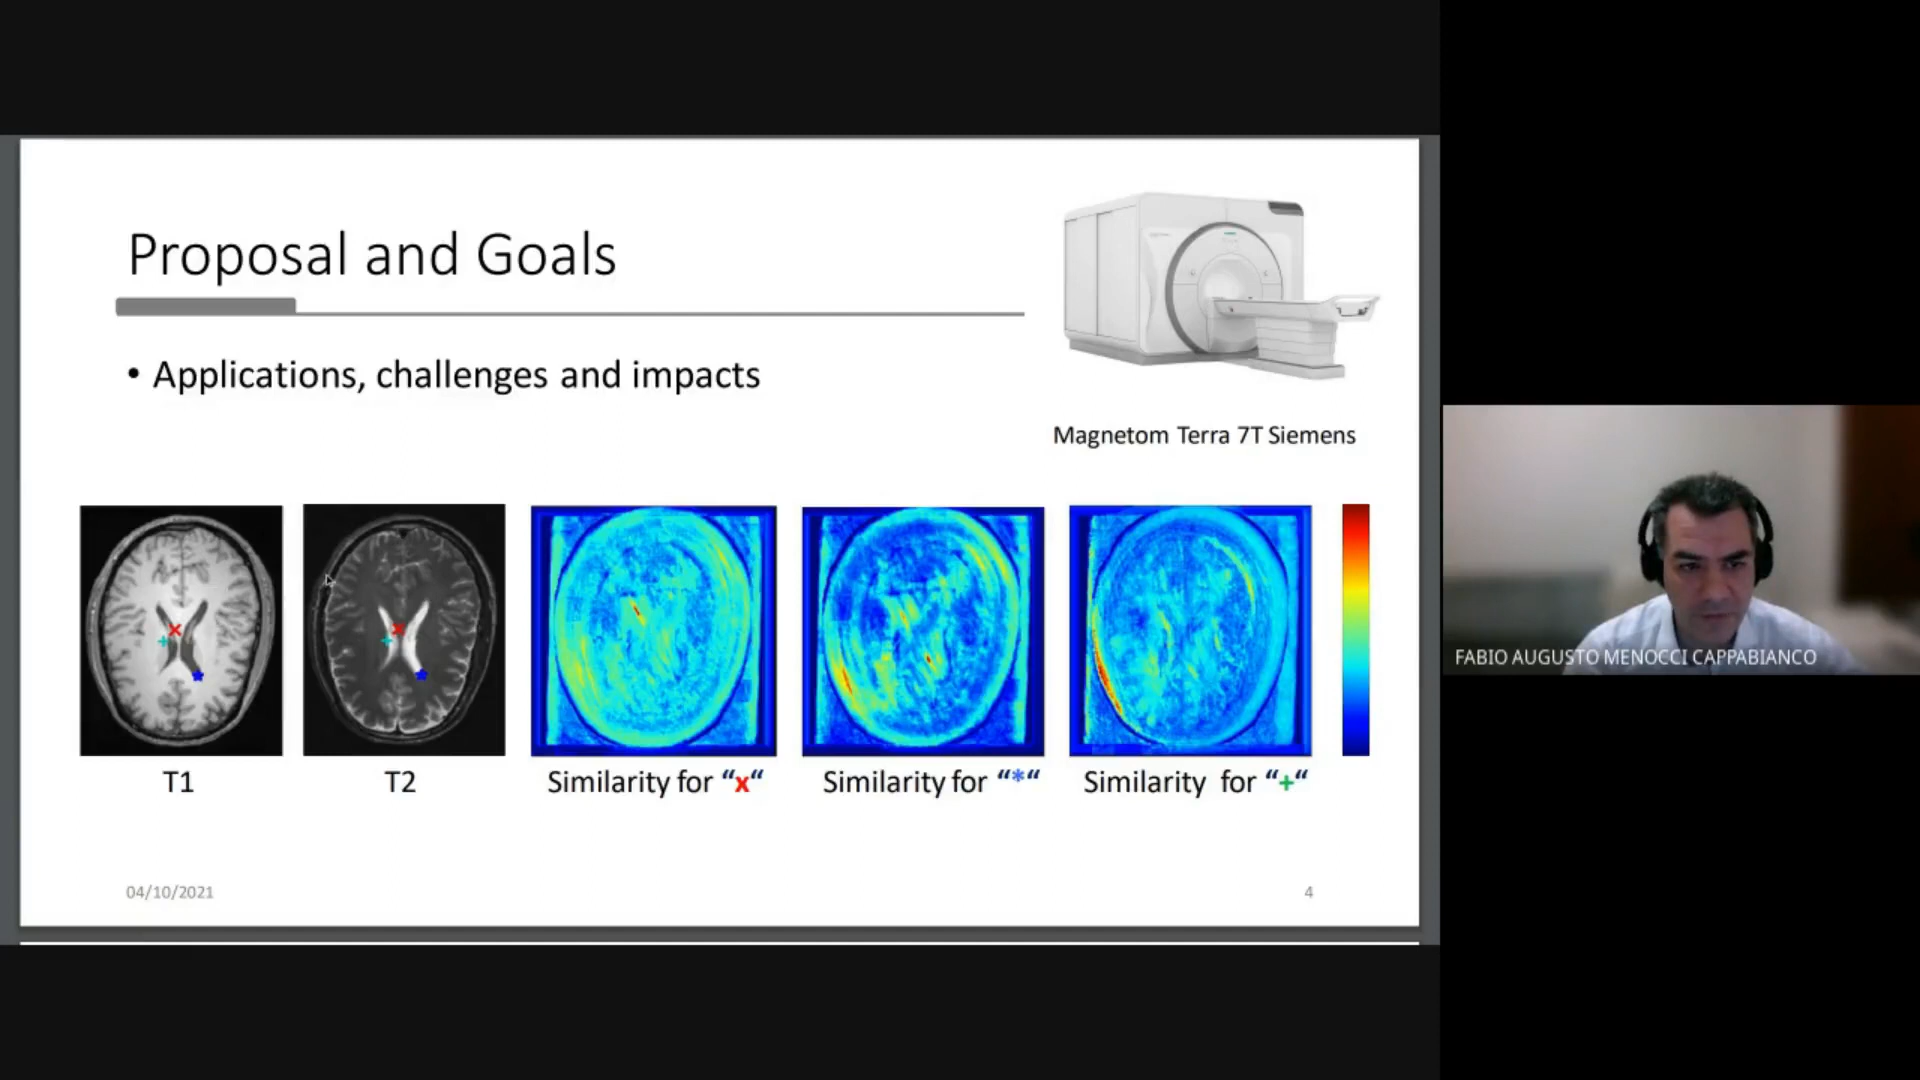 Proposal and Goals
• Applications, challenges and impacts
Magnetom Terra 7T Siemens
T1
T2
Similarity for “x“
Similarity for “*“
Similarity for “+“
04/10/2021
4
FABIO AUGUSTO MENOCCI CAPPABIANCO